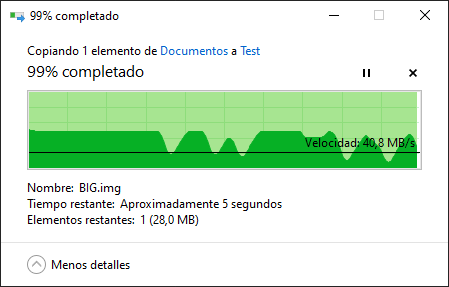 99% completado
Copiando 1 elemento de Documentos a Test
99% completado
Velocidad: 40,8 MB/s
Nombre: BIG.img
Tiempo restante: Aproximadamente 5 segundos
Elementos restantes: 1 (28,0 MB)
Menos detalles